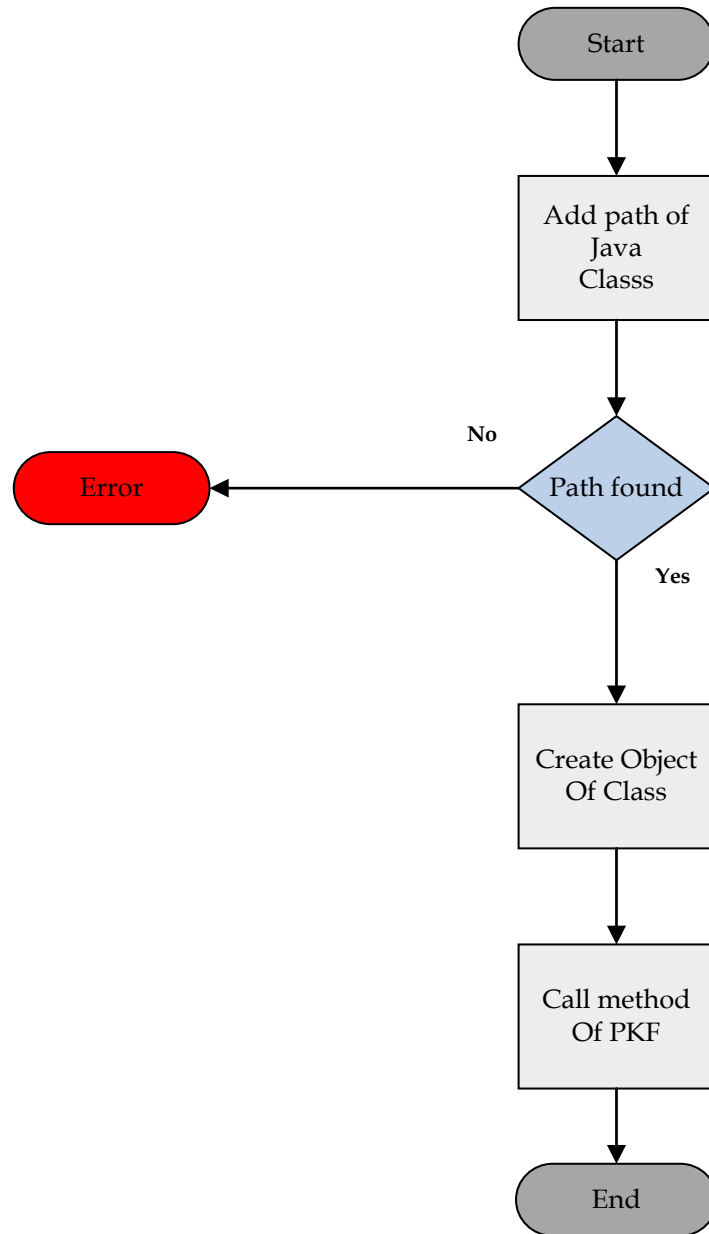 Start
Add path of
Java
Classs
No
Error
Path found
Yes
Create Object
Of Class
Call method
Of PKF
End